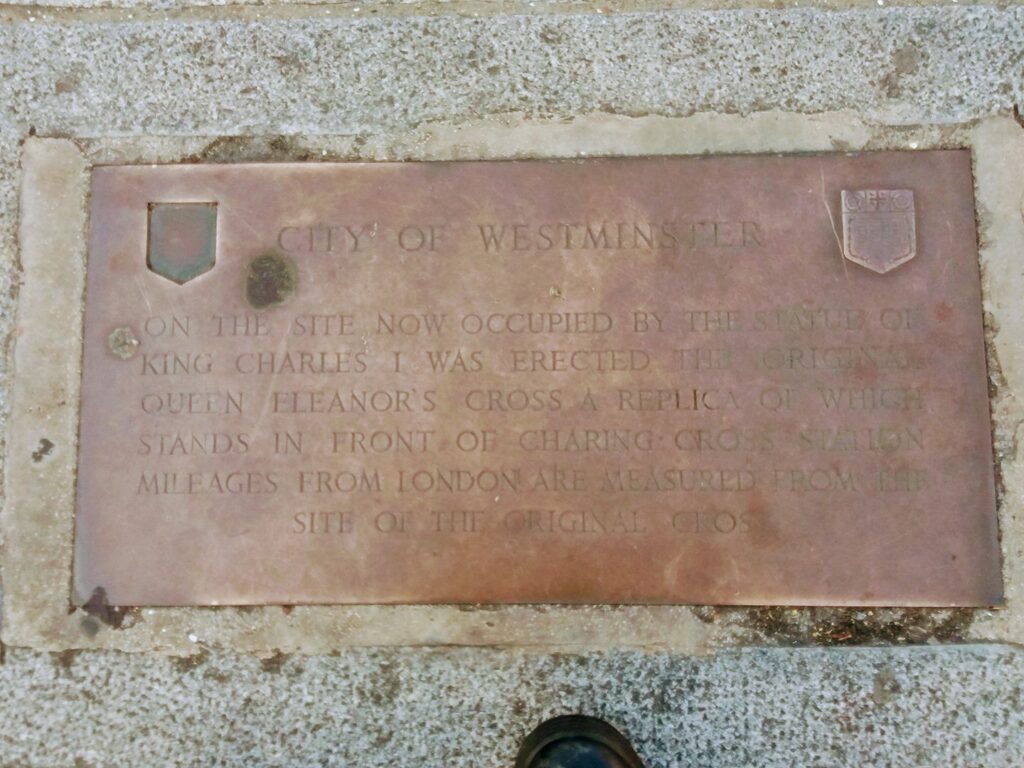 CITY OF WESTMINSTER
ON THE SITE NOW OCCUPIED BY THE STATUE OF
KING CHARLES I WAS ERECTED THE ORIGINAL
QUEEN ELEANOR'S CROSS A REPLICA OF WHICH
STANDS IN FRONT OF CHARING CROSS STATION
MILEAGES FROM LONDON ARE MEASURED FROM THE
SITE OF THE ORIGINAL CROSS